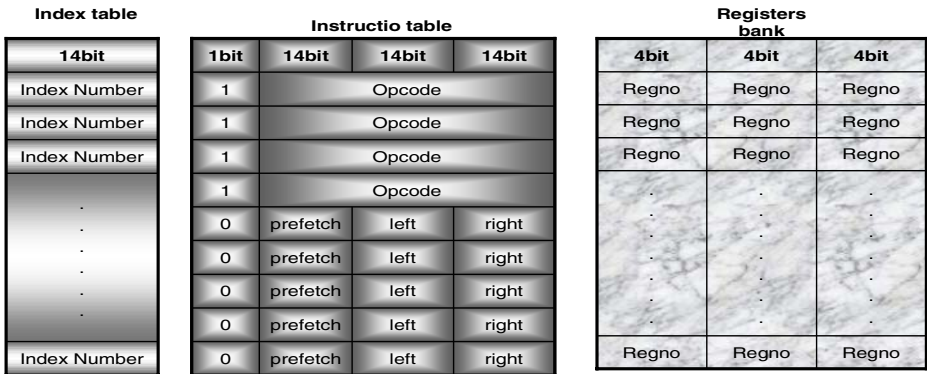 Index table
Instructio table
Registers
bank
14bit
1bit 14bit 14bit 14bit
4bit 4bit 4bit
Index Number
1 Opcode
Regno Regno Regno
Index Number
1 Opcode
Regno Regno Regno
Index Number
1 Opcode
Regno Regno Regno
1 Opcode
0 prefetch left right
0 prefetch left right
0 prefetch left right
0 prefetch left right
Index Number
0 prefetch left right
Regno Regno Regno